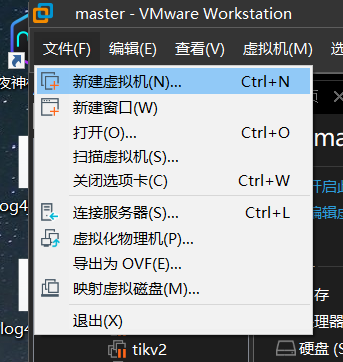 master - VMware Workstation
文件(F) 编辑(E) 查看(V) 虚拟机(M) 选
夜神
新建虚拟机(N)... Ctrl+N
新建窗口(W)
打开(O)... Ctrl+O
扫描虚拟机(S)...
关闭选项卡(C) Ctrl+W
连接服务器(S)... Ctrl+L
虚拟化物理机(P)...
导出为 OVF(E)...
映射虚拟磁盘(M)...
退出(X)
页
ma
开启此
编辑虚
存
理器
硬盘 (S
og4
log4
tikv2